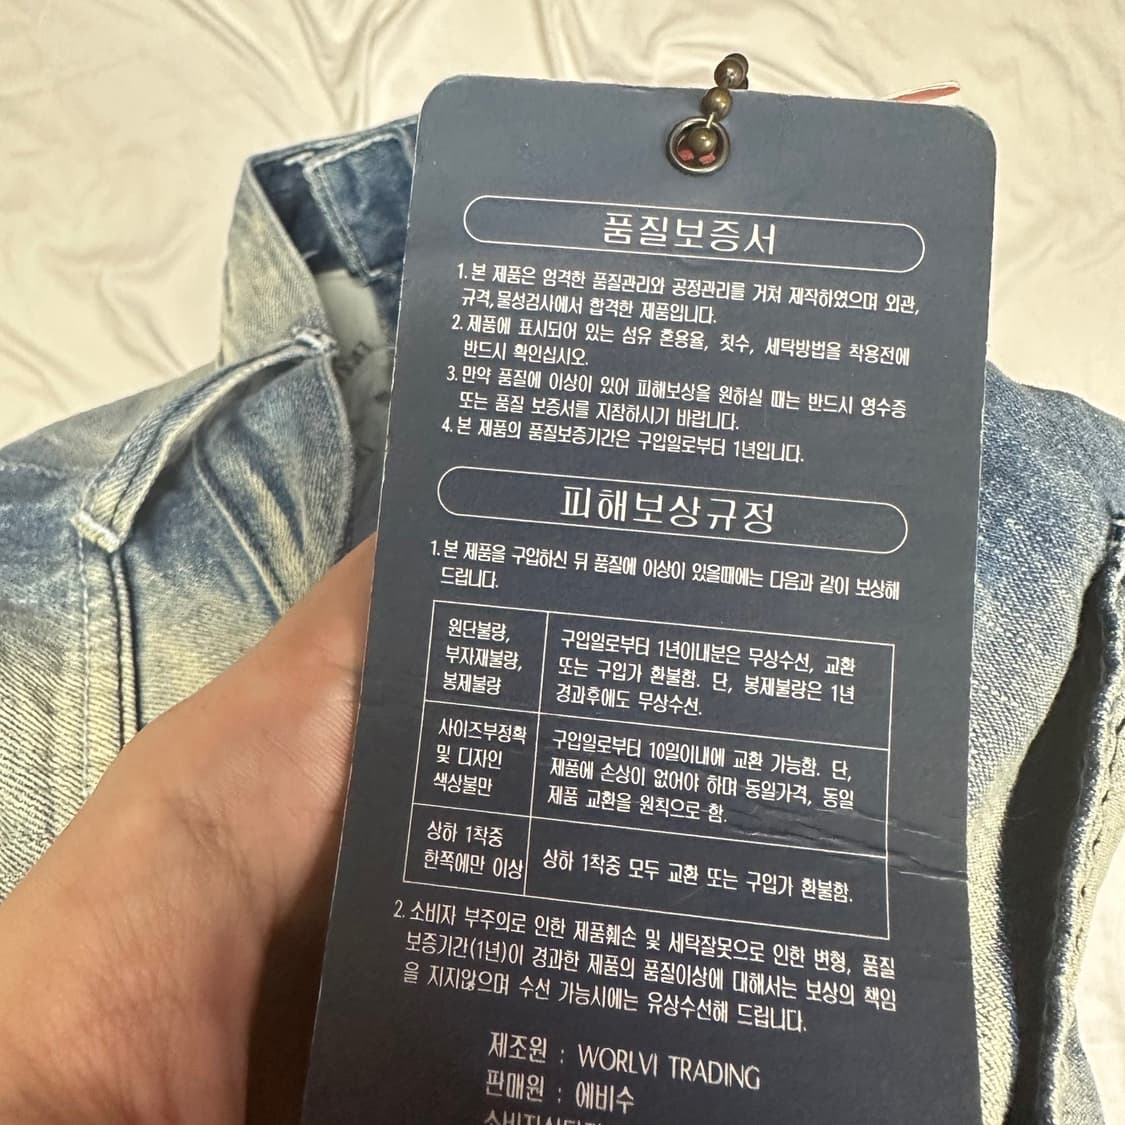 품질보증서
1. 본 제품은 엄격한 품질관리와 공정관리를 거쳐 제작하였으며 외관,
규격,물성검사에서 합격한 제품입니다.
2. 제품에 표시되어 있는 섬유 혼용율, 칫수, 세탁방법을 착용전에
반드시 확인십시오.
3. 만약 품질에 이상이 있어 피해보상을 원하실 때는 반드시 영수증
또는 품질 보증서를 지참하시기 바랍니다.
4. 본 제품의 품질보증기간은 구입일로부터 1년입니다.
피해보상규정
1. 본 제품을 구입하신 뒤 품질에 이상이 있을때에는 다음과 같이 보상해
드립니다.
원단불량,
부자재불량,
봉제불량
구입일로부터 1년이내분은 무상수선, 교환
또는 구입가 환불함. 단, 봉제불량은 1년
경과후에도 무상수선.
사이즈부정확
및 디자인
색상불만
구입일로부터 10일이내에 교환 가능함. 단,
제품에 손상이 없어야 하며 동일가격, 동일
제품 교환을 원칙으로 함.
상하 1착중
한쪽에만 이상
상하 1착중 모두 교환 또는 구입가 환불함.
2. 소비자 부주의로 인한 제품훼손 및 세탁잘못으로 인한 변형, 품질
보증기간(1년)이 경과한 제품의 품질이상에 대해서는 보상의 책임
을 지지않으며 수선 가능시에는 유상수선해 드립니다.
제조원 : WORLVI TRADING
판매원 : 에비수